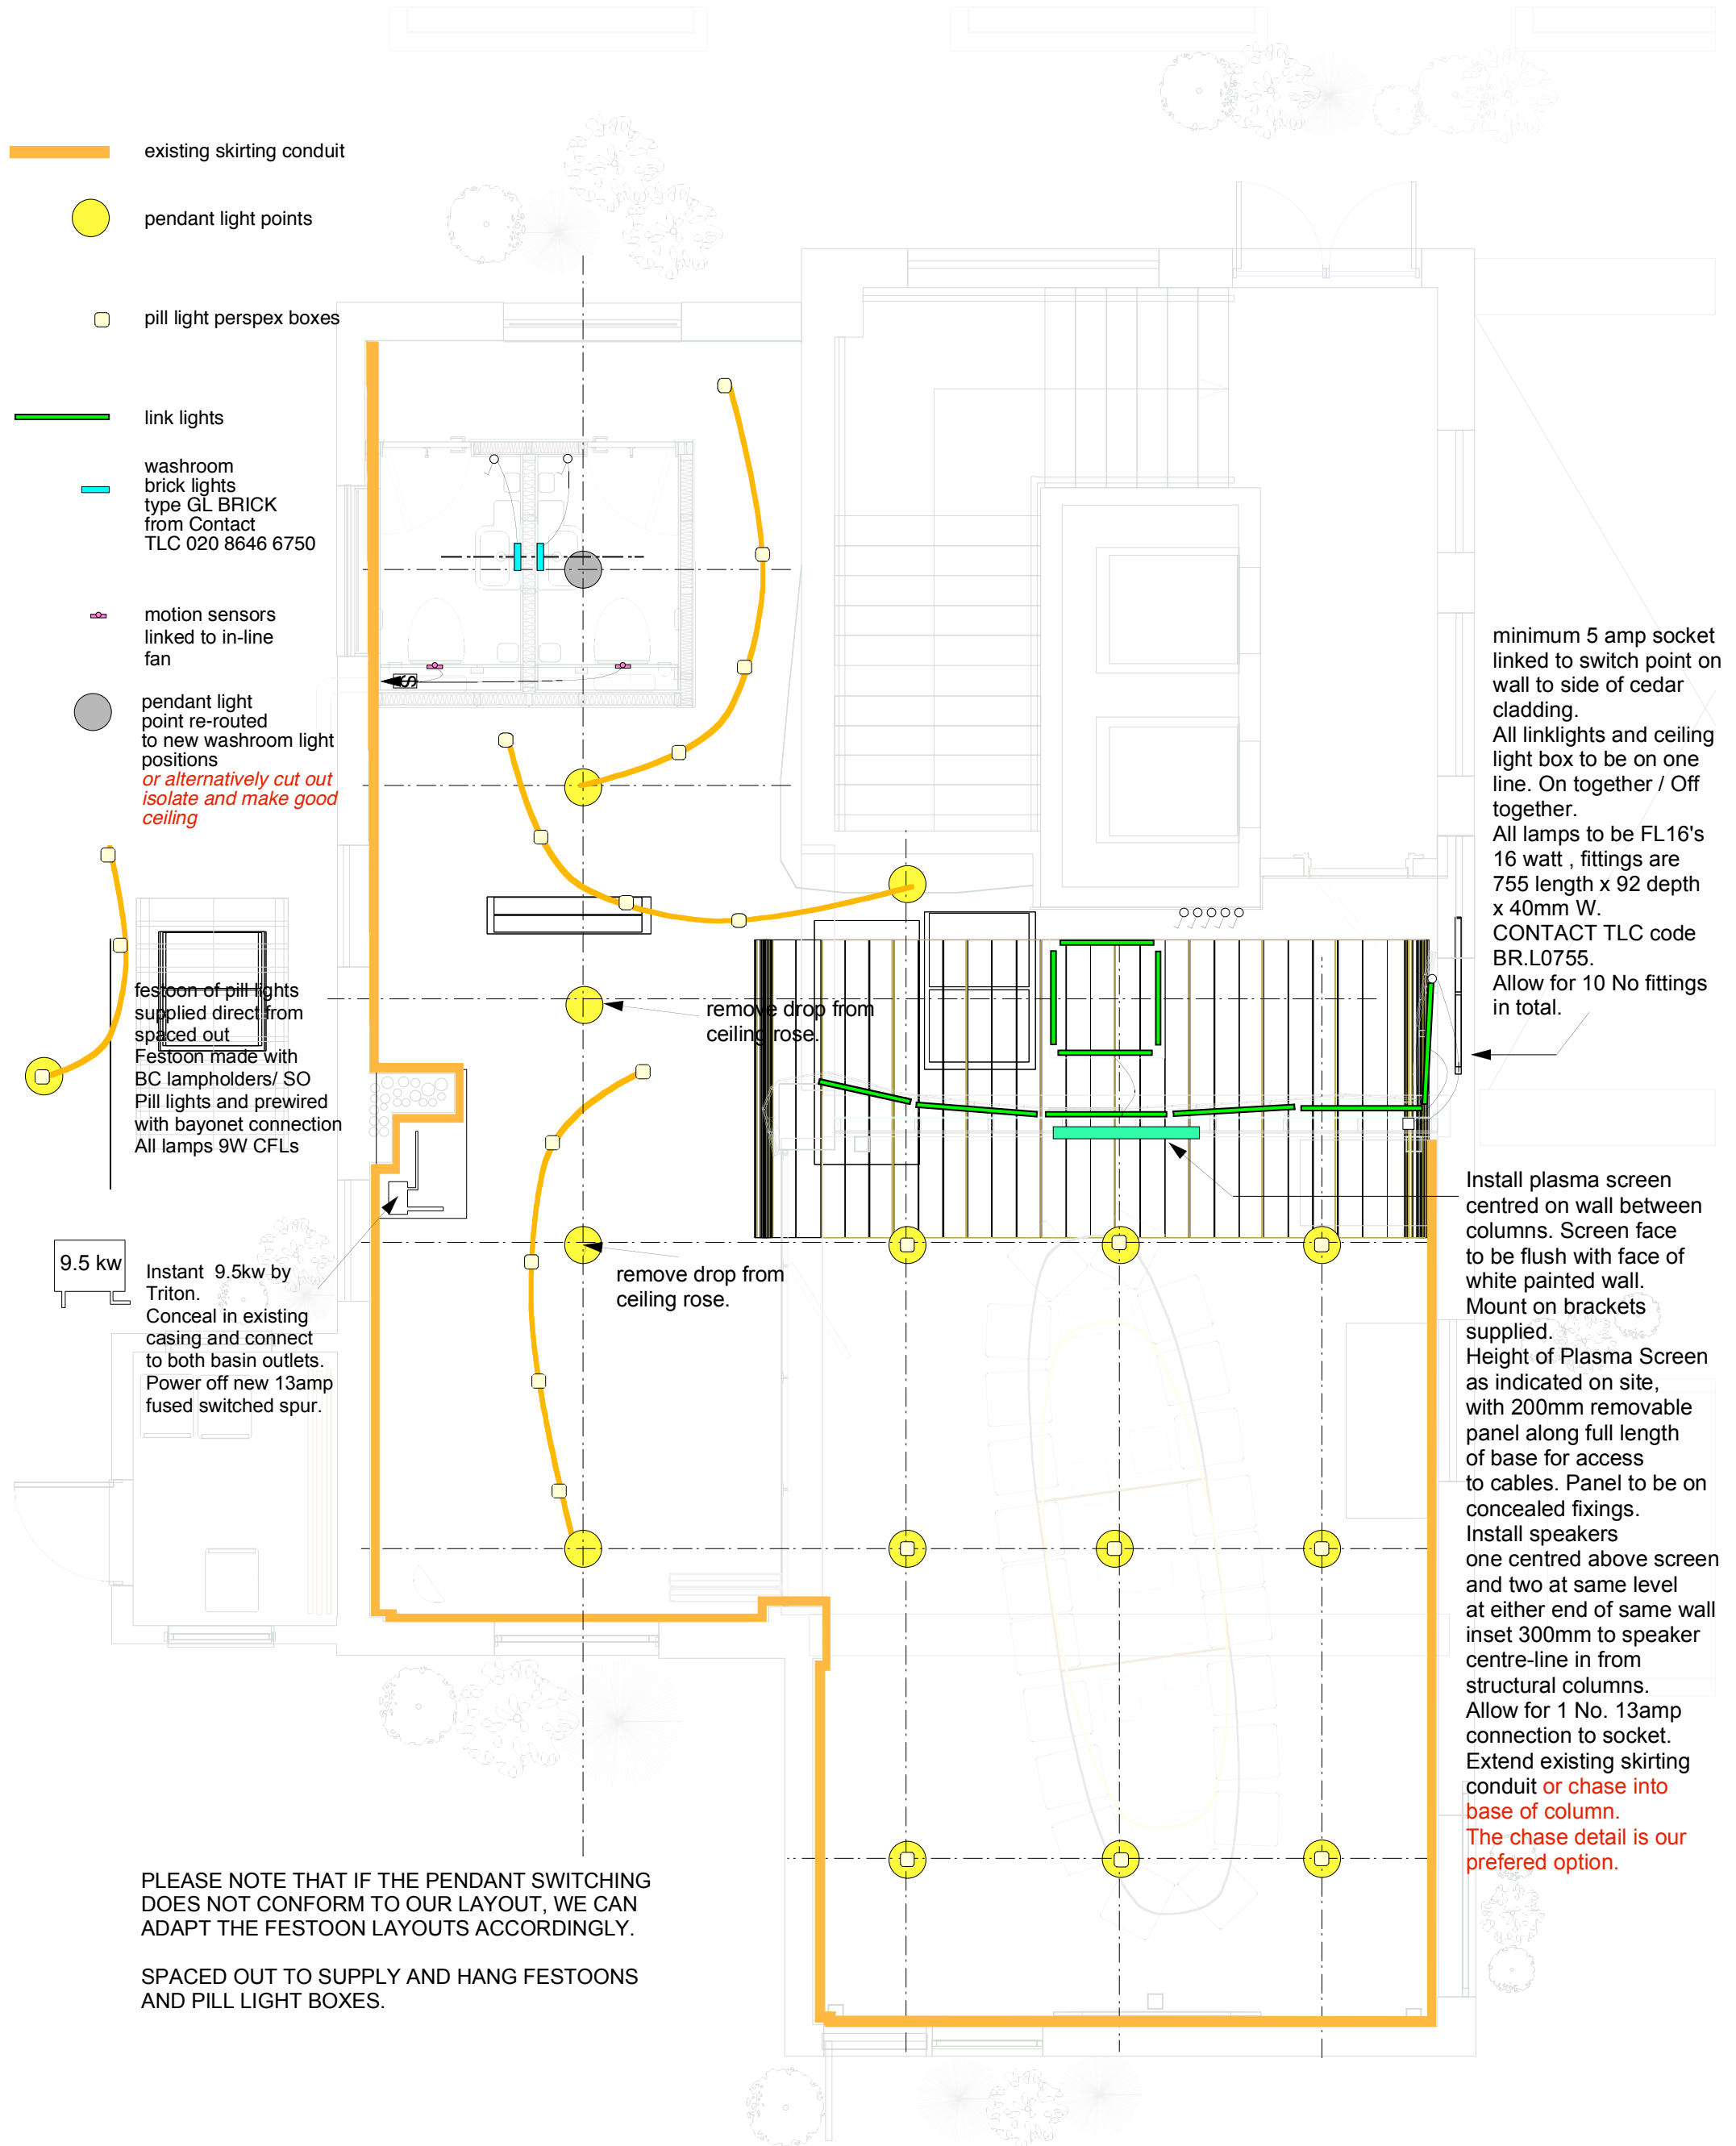 existing skirting conduit
pendant light points
pill light perspex boxes
link lights
washroom
brick lights
type GL BRICK
from Contact
TLC 020 8646 6750
motion sensors
linked to in-line
fan
pendant light
point re-routed
to new washroom light
positions
or alternatively cut out
isolate and make good
ceiling
festoon of pill lights
supplied direct from
spaced out
Festoon made with
BC lampholders/ SO
Pill lights and prewired
with bayonet connection
All lamps 9W CFLs
9.5 kw
Instant 9.5kw by
Triton.
Conceal in existing
casing and connect
to both basin outlets.
Power off new 13amp
fused switched spur.
remove drop from
ceiling rose.
remove drop from
ceiling rose.
minimum 5 amp socket
linked to switch point on
wall to side of cedar
cladding.
All linklights and ceiling
light box to be on one
line. On together / Off
together.
All lamps to be FL16's
16 watt , fittings are
755 length x 92 depth
x 40mm W.
CONTACT TLC code
BR.L0755.
Allow for 10 No fittings
in total.
Install plasma screen
centred on wall between
columns. Screen face
to be flush with face of
white painted wall.
Mount on brackets
supplied.
Height of Plasma Screen
as indicated on site,
with 200mm removable
panel along full length
of base for access
to cables. Panel to be on
concealed fixings.
Install speakers
one centred above screen
and two at same level
at either end of same wall
inset 300mm to speaker
centre-line in from
structural columns.
Allow for 1 No. 13amp
connection to socket.
Extend existing skirting
conduit or chase into
base of column.
The chase detail is our
prefered option.
PLEASE NOTE THAT IF THE PENDANT SWITCHING
DOES NOT CONFORM TO OUR LAYOUT, WE CAN
ADAPT THE FESTOON LAYOUTS ACCORDINGLY.
SPACED OUT TO SUPPLY AND HANG FESTOONS
AND PILL LIGHT BOXES.